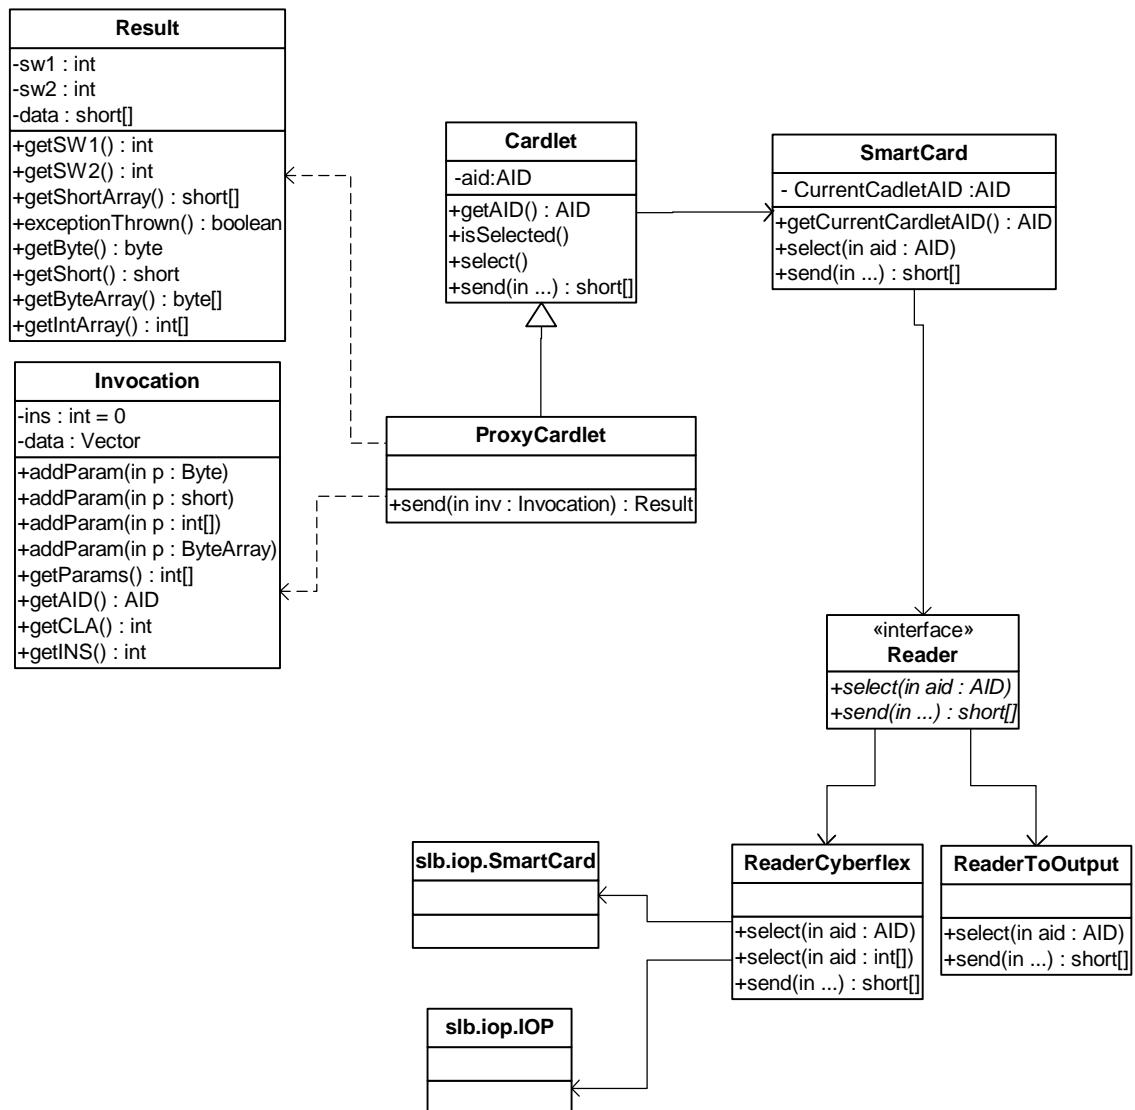 Result
-sw1 : int
-sw2 : int
-data : short[]
+getSW1() : int
+getSW2() : int
+getShortArray() : short[]
+exceptionThrown() : boolean
+getByte() : byte
+getShort() : short
+getByteArray() : byte[]
+getIntArray() : int[]
Cardlet
-aid:AID
+getAID() : AID
+isSelected()
+select()
+send(in ...) : short[]
SmartCard
- CurrentCadletAID :AID
+getCurrentCardletAID() : AID
+select(in aid : AID)
+send(in ...) : short[]
Invocation
-ins : int = 0
-data : Vector
+addParam(in p : Byte)
+addParam(in p : short)
+addParam(in p : int[])
+addParam(in p : ByteArray)
+getParams() : int[]
+getAID() : AID
+getCLA() : int
+getINS() : int
ProxyCardlet
+send(in inv : Invocation) : Result
«interface»
Reader
+select(in aid : AID)
+send(in ...) : short[]
slb.iop.SmartCard
ReaderCyberflex
+select(in aid : AID)
+select(in aid : int[])
+send(in ...) : short[]
ReaderToOutput
+select(in aid : AID)
+send(in ...) : short[]
slb.iop.IOP